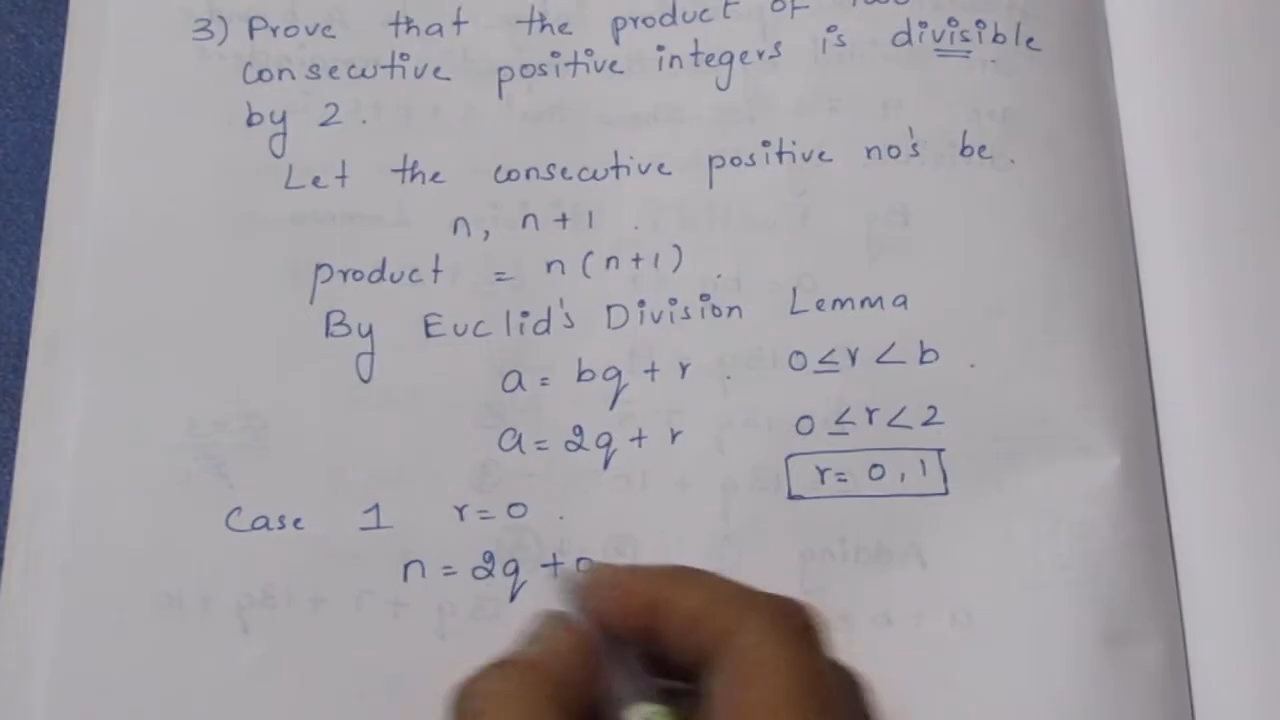 3) Prove that the product of
consecutive positive integers is divisible
by 2.
Let the consecutive positive no's be.
n, n+1.
product = n(n+1).
By Euclid's Division Lemma
a = bq + r. 0≤r<b.
a = 2q + r 0≤r<2
r = 0, 1
Case 1 r = 0.
n = 2q + 0